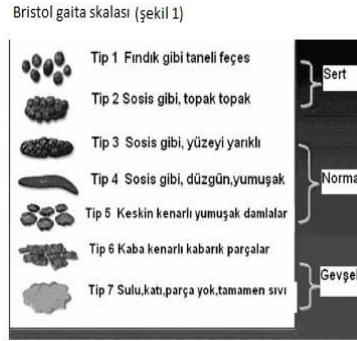 Bristol gaita skalası (şekil 1)
Tip 1 Fındık gibi taneli feçes
Sert
Tip 2 Sosis gibi, topak topak
Tip 3 Sosis gibi, yüzeyi yarıklı
Tip 4 Sosis gibi, düzgün,yumuşak
Norma
Tip 5 Keskin kenarlı yumuşak damlalar
Tip 6 Kaba kenarlı kabarık parçalar
Gevşek
Tip 7 Sulu,katı,parça yok,tamamen sıvı